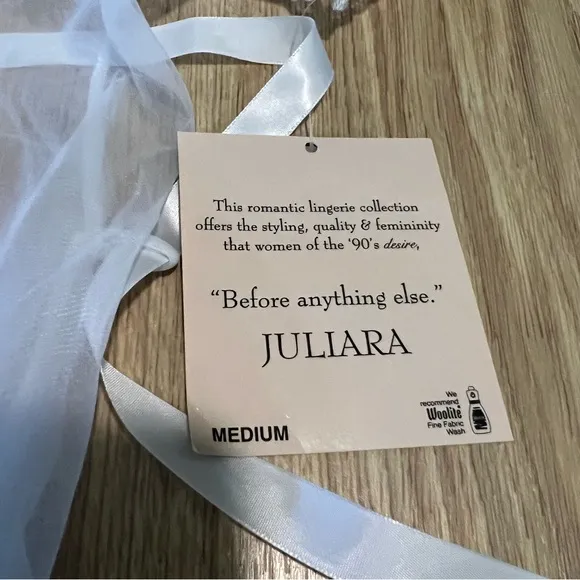 This romantic lingerie collection
offers the styling, quality & femininity
that women of the '90's desire,
"Before anything else."
JULIARA
MEDIUM
We
recommend
Woolite®
Fine Fabric
Wash